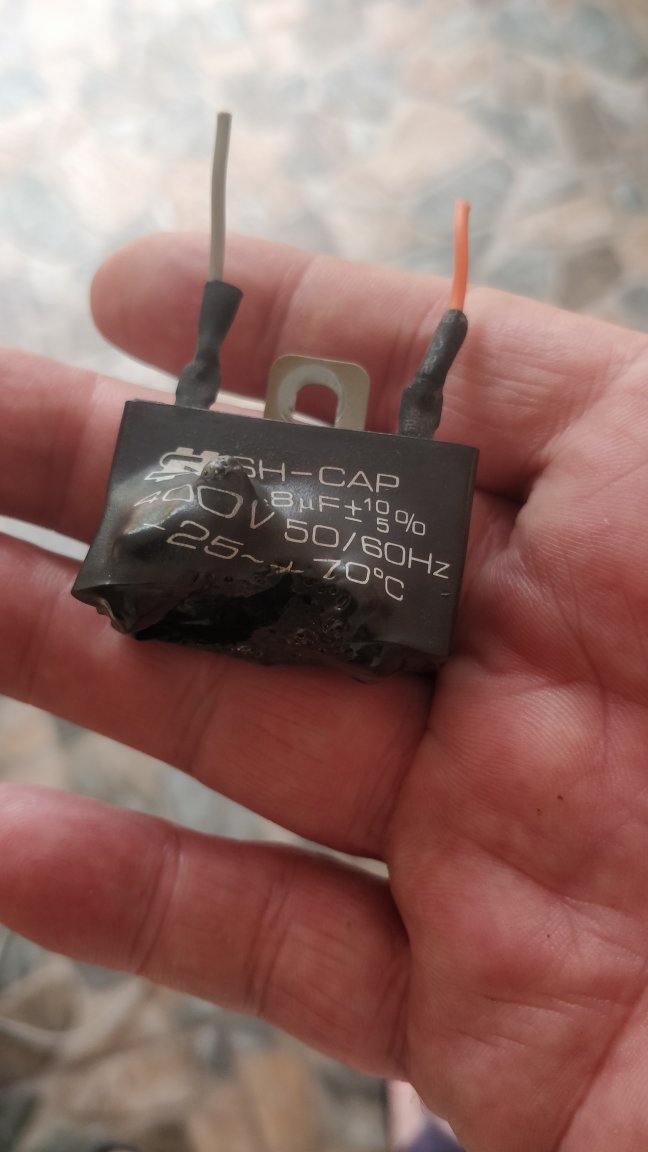 SH-CAP
400V .8μF±10/5%
50/60Hz
-25~+70°C